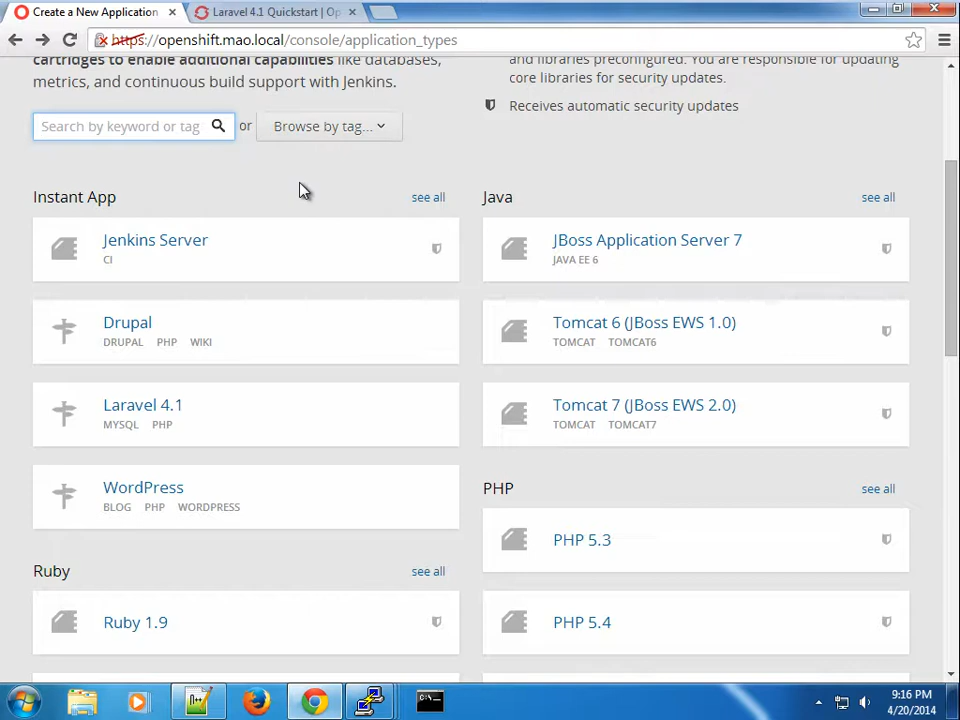 Create a New Application
Laravel 4.1 Quickstart | Op
https://openshift.mao.local/console/application_types
cartridges to enable additional capabilities like databases,
metrics, and continuous build support with Jenkins.
and libraries preconfigured. You are responsible for updating
core libraries for security updates.
Receives automatic security updates
Search by keyword or tag
or
Browse by tag...
Instant App
see all
Jenkins Server
CI
Drupal
DRUPAL PHP WIKI
Laravel 4.1
MYSQL PHP
WordPress
BLOG PHP WORDPRESS
Ruby
see all
Ruby 1.9
Java
see all
JBoss Application Server 7
JAVA EE 6
Tomcat 6 (JBoss EWS 1.0)
TOMCAT TOMCAT6
Tomcat 7 (JBoss EWS 2.0)
TOMCAT TOMCAT7
PHP
see all
PHP 5.3
PHP 5.4
9:16 PM
4/20/2014